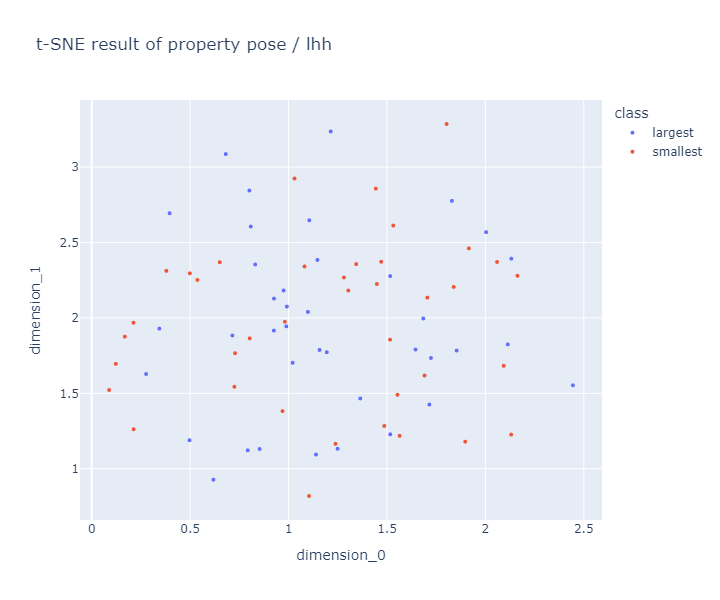 t-SNE result of property pose / lhh
class
largest
smallest
dimension_1
3
2.5
2
1.5
1
0
0.5
1
1.5
2
2.5
dimension_0